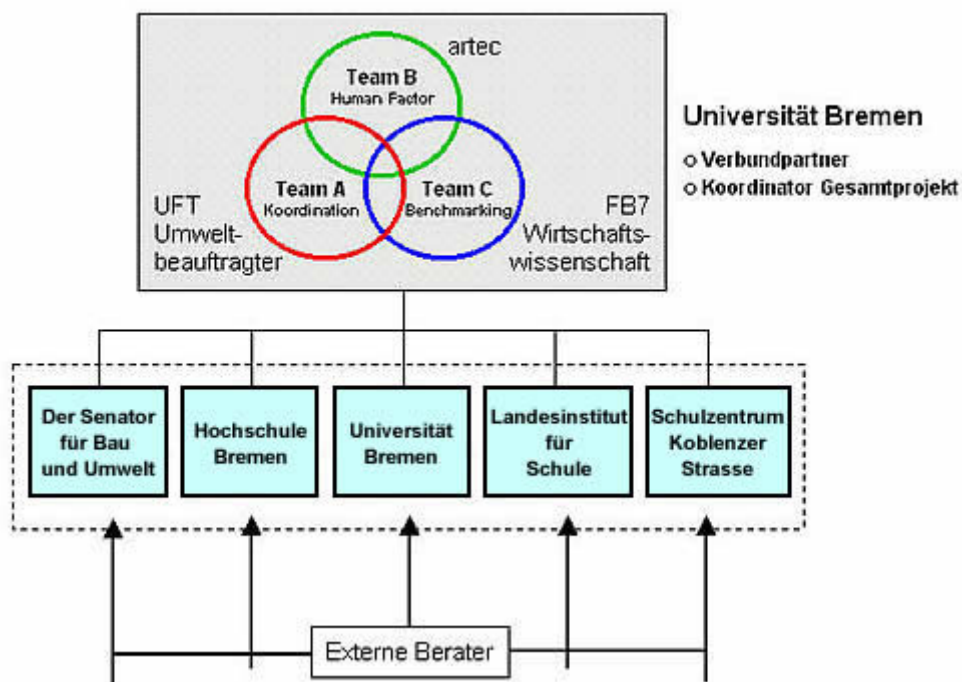 artec
Team B
Human Factor
Team A
Koordination
Team C
Benchmarking
UFT
Umwelt-
beauftragter
FB7
Wirtschafts-
wissenschaft
Universität Bremen
Verbundpartner
Koordinator Gesamtprojekt
Der Senator
für Bau
und Umwelt
Hochschule
Bremen
Universität
Bremen
Landesinstitut
für
Schule
Schulzentrum
Koblenzer
Strasse
Externe Berater